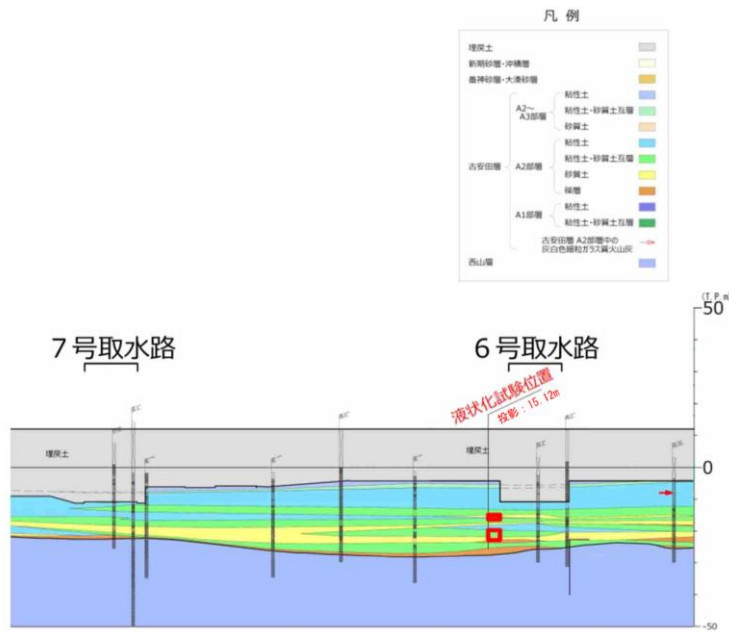 凡 例
埋戻土
新期砂層・沖積層
番神砂層・大湊砂層
古安田層
A2～
A3部層
粘性土
粘性土・砂質土互層
砂質土
A2部層
粘性土
粘性土・砂質土互層
砂質土
礫層
A1部層
粘性土
粘性土・砂質土互層
古安田層 A2部層中の
灰白色細粒ガラス質火山灰
西山層
(T.P.m)
50
7号取水路
6号取水路
液状化試験位置
投影：15.12m
埋戻土
埋戻土
0
-50